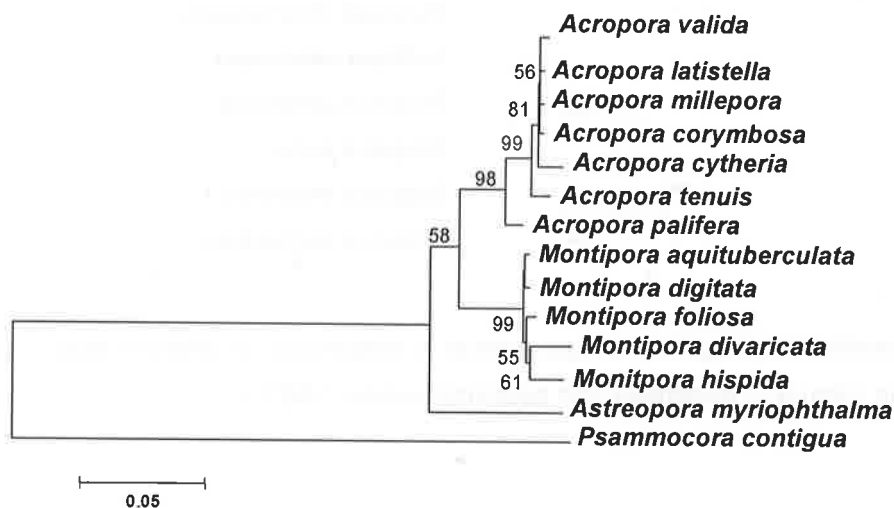 Acropora valida
56
Acropora latistella
81
Acropora millepora
Acropora corymbosa
99
Acropora cytheria
98
Acropora tenuis
Acropora palifera
58
Montipora aquituberculata
Montipora digitata
99
Montipora foliosa
55
Montipora divaricata
61
Monitpora hispida
Astreopora myriophthalma
Psammocora contigua
0.05